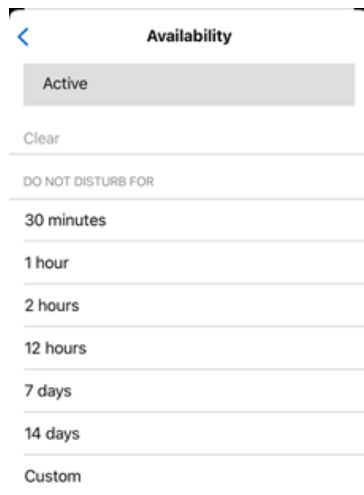 Availability
Active
Clear
DO NOT DISTURB FOR
30 minutes
1 hour
2 hours
12 hours
7 days
14 days
Custom